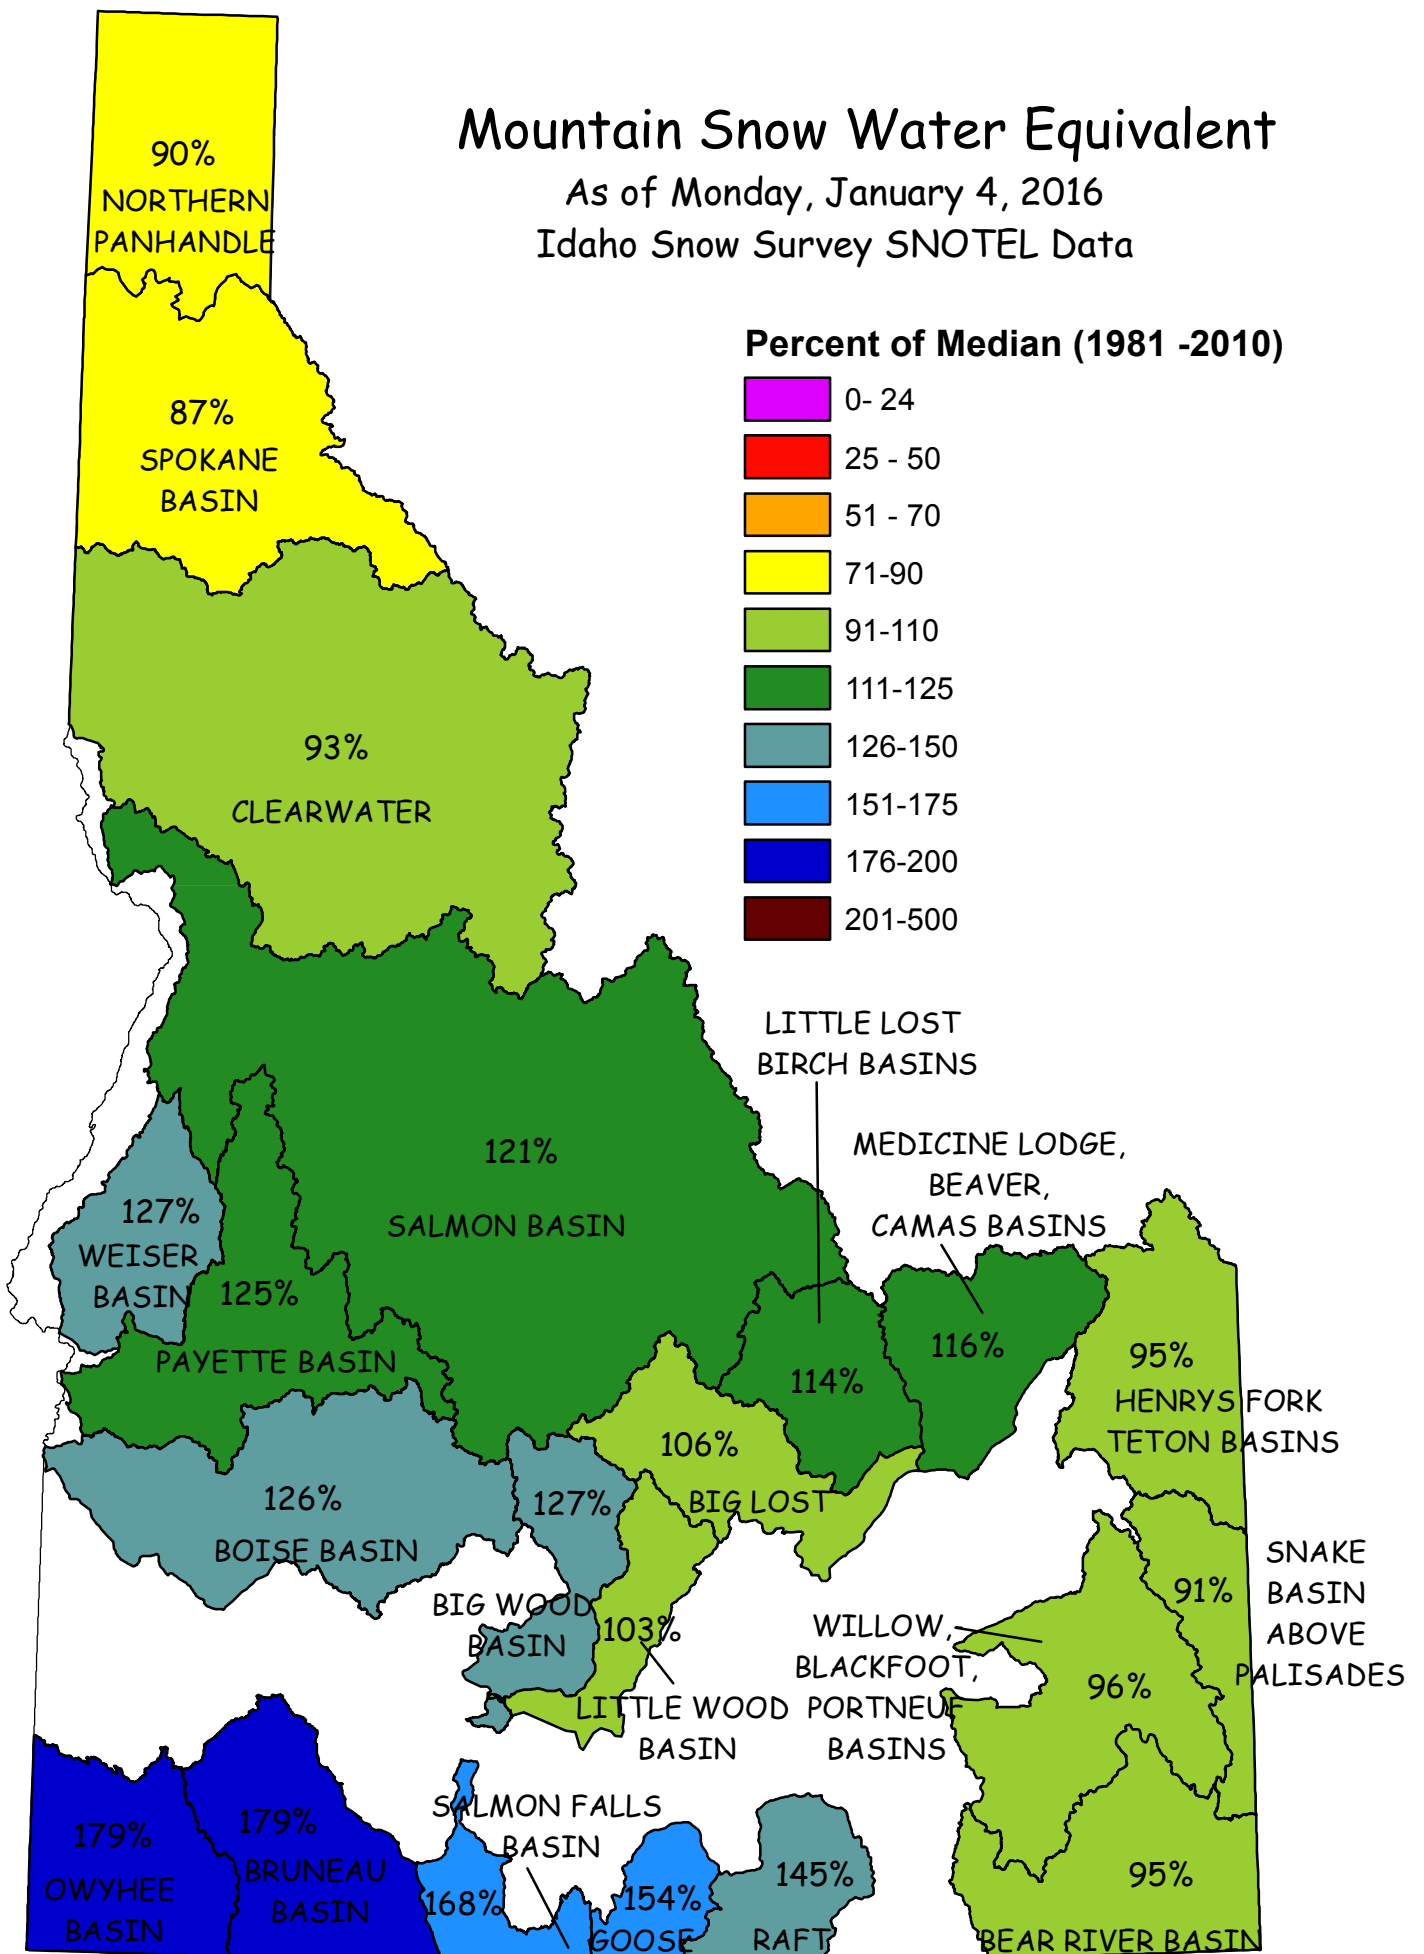 Mountain Snow Water Equivalent
As of Monday, January 4, 2016
Idaho Snow Survey SNOTEL Data
Percent of Median (1981 -2010)
0- 24
25 - 50
51 - 70
71-90
91-110
111-125
126-150
151-175
176-200
201-500
90%
NORTHERN
PANHANDLE
87%
SPOKANE
BASIN
93%
CLEARWATER
LITTLE LOST
BIRCH BASINS
114%
MEDICINE LODGE,
BEAVER,
CAMAS BASINS
116%
121%
SALMON BASIN
127%
WEISER
BASIN
125%
PAYETTE BASIN
95%
HENRYS FORK
TETON BASINS
106%
BIG LOST
126%
BOISE BASIN
127%
BIG WOOD
BASIN
103%
LITTLE WOOD
BASIN
SNAKE
BASIN
ABOVE
PALISADES
91%
WILLOW,
BLACKFOOT,
PORTNEUF
BASINS
96%
179%
OWYHEE
BASIN
179%
BRUNEAU
BASIN
SALMON FALLS
BASIN
168%
154%
GOOSE
145%
RAFT
95%
BEAR RIVER BASIN